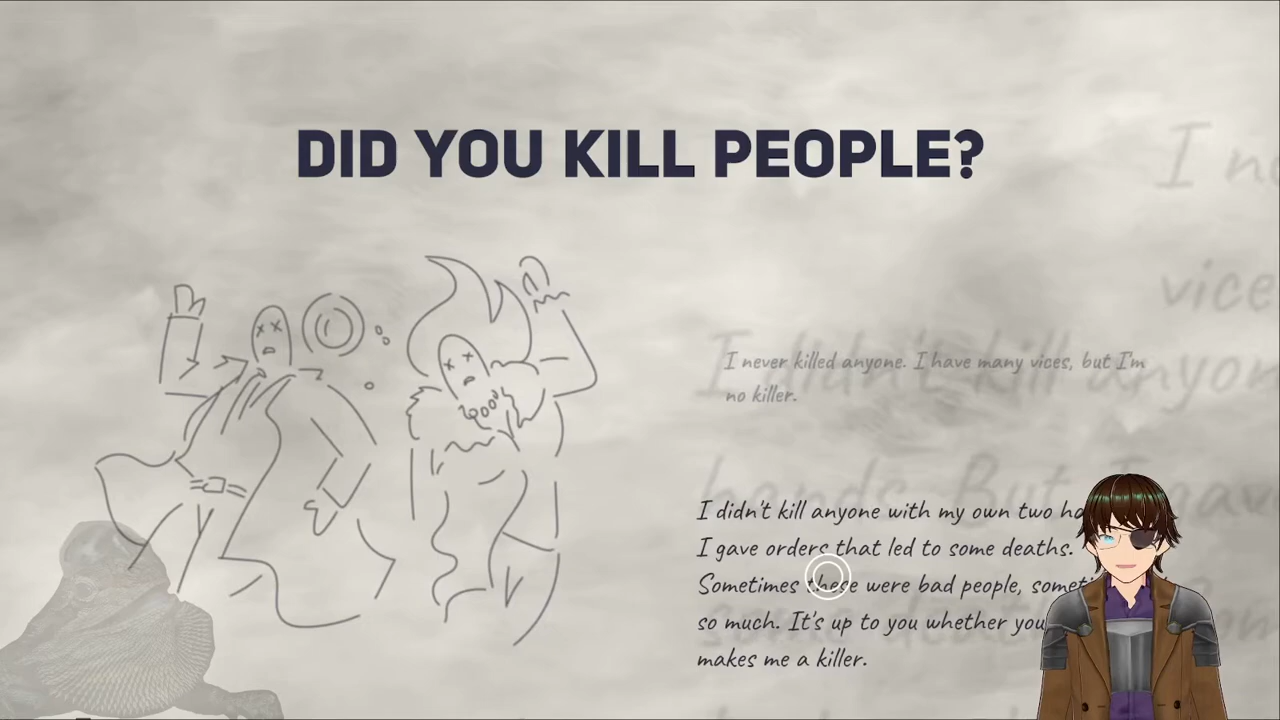 DID YOU KILL PEOPLE?
I never killed anyone. I have many vices, but I'm
no killer.
I didn't kill anyone with my own two
I gave orders that led to some deaths.
Sometimes these were bad people,
so much. It's up to you whether you
makes me a killer.